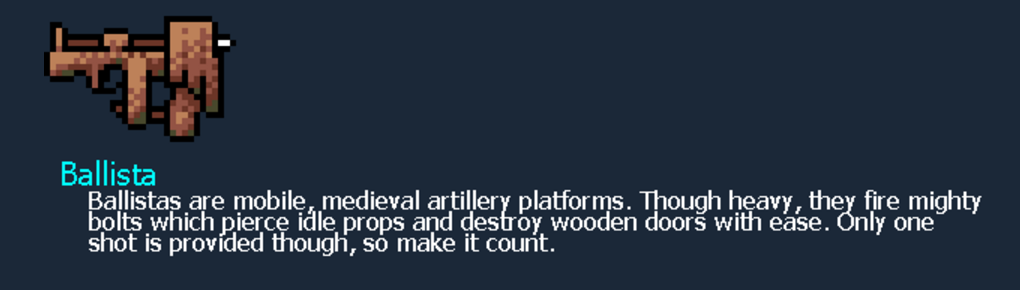 Ballista
Ballistas are mobile, medieval artillery platforms. Though heavy, they fire mighty
bolts which pierce idle props and destroy wooden doors with ease. Only one
shot is provided though, so make it count.